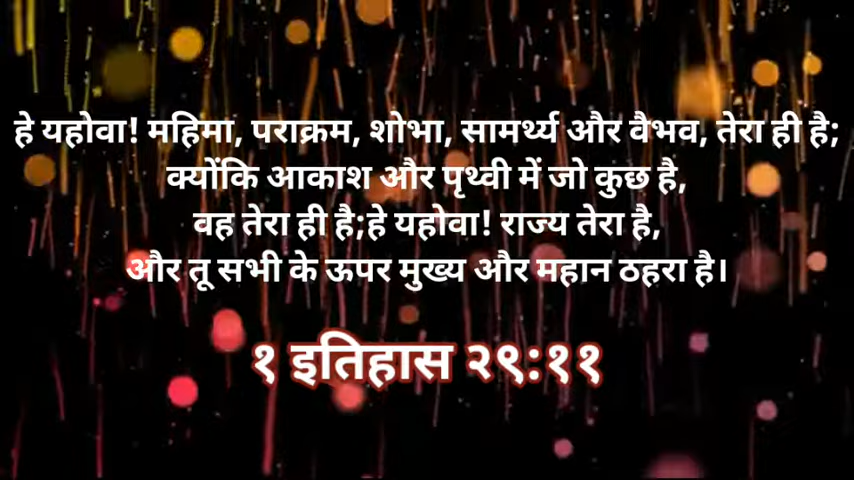 हे यहोवा! महिमा, पराक्रम, शोभा, सामर्थ्य और वैभव, तेरा ही है;
क्योंकि आकाश और पृथ्वी में जो कुछ है,
वह तेरा ही है;हे यहोवा! राज्य तेरा है,
और तू सभी के ऊपर मुख्य और महान ठहरा है।
१ इतिहास २९:११